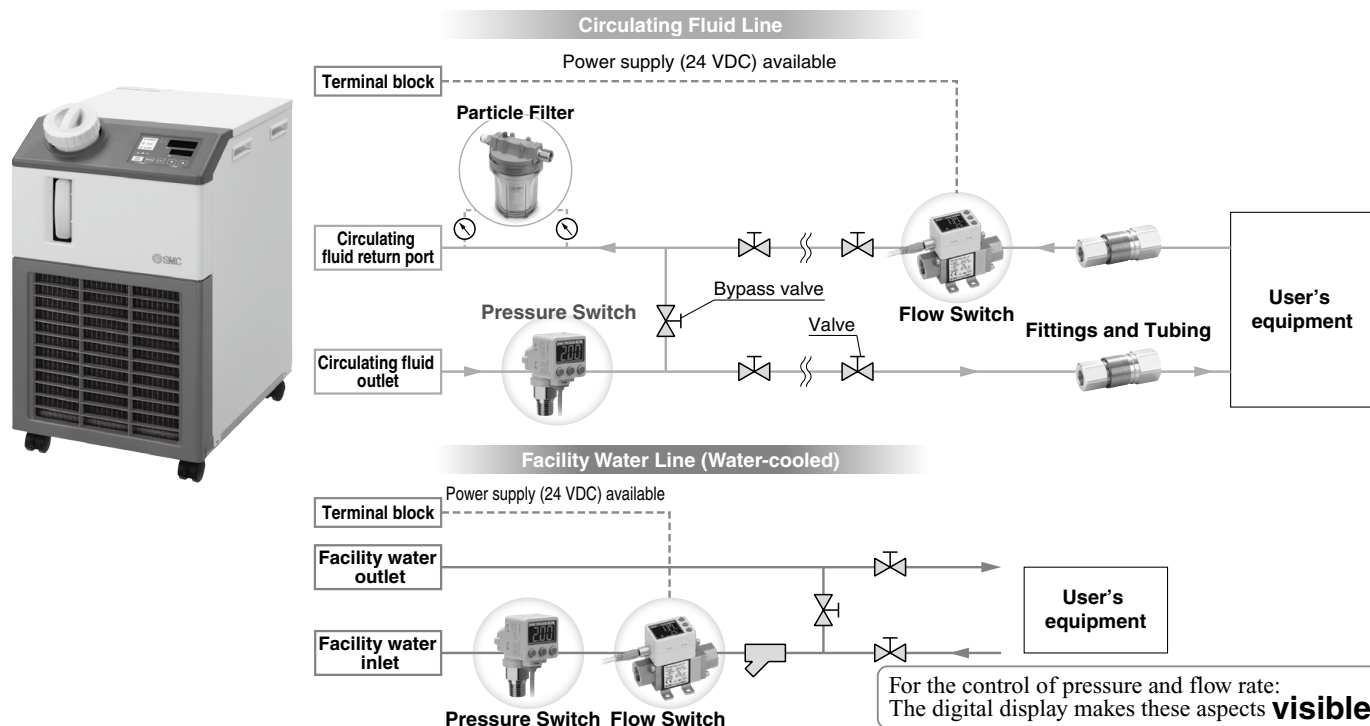 Circulating Fluid Line
Power supply (24 VDC) available
Terminal block
Particle Filter
Circulating
fluid return port
SMC
Bypass valve
Pressure Switch
Flow Switch
Valve
Fittings and Tubing
User's
equipment
Circulating fluid
outlet
200
Facility Water Line (Water-cooled)
Power supply (24 VDC) available
Terminal block
Facility water
outlet
User's
equipment
Facility water
inlet
200
Pressure Switch
Flow Switch
For the control of pressure and flow rate:
The digital display makes these aspects visible